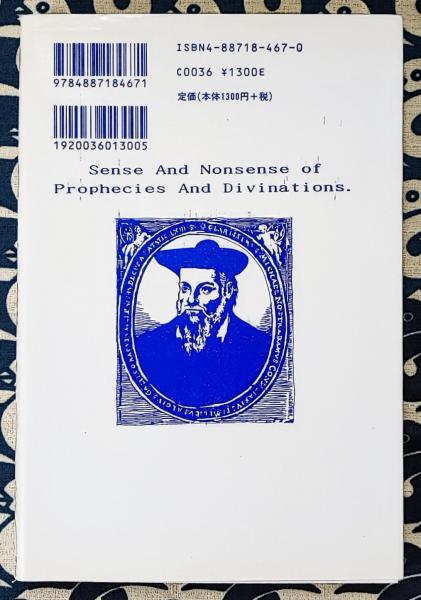 ISBN4-88718-467-0
C0036 ¥1300E
定価(本体1300円+税)
9784887184671
1920036013005
Sense And Nonsense of
Prophecies And Divinations.